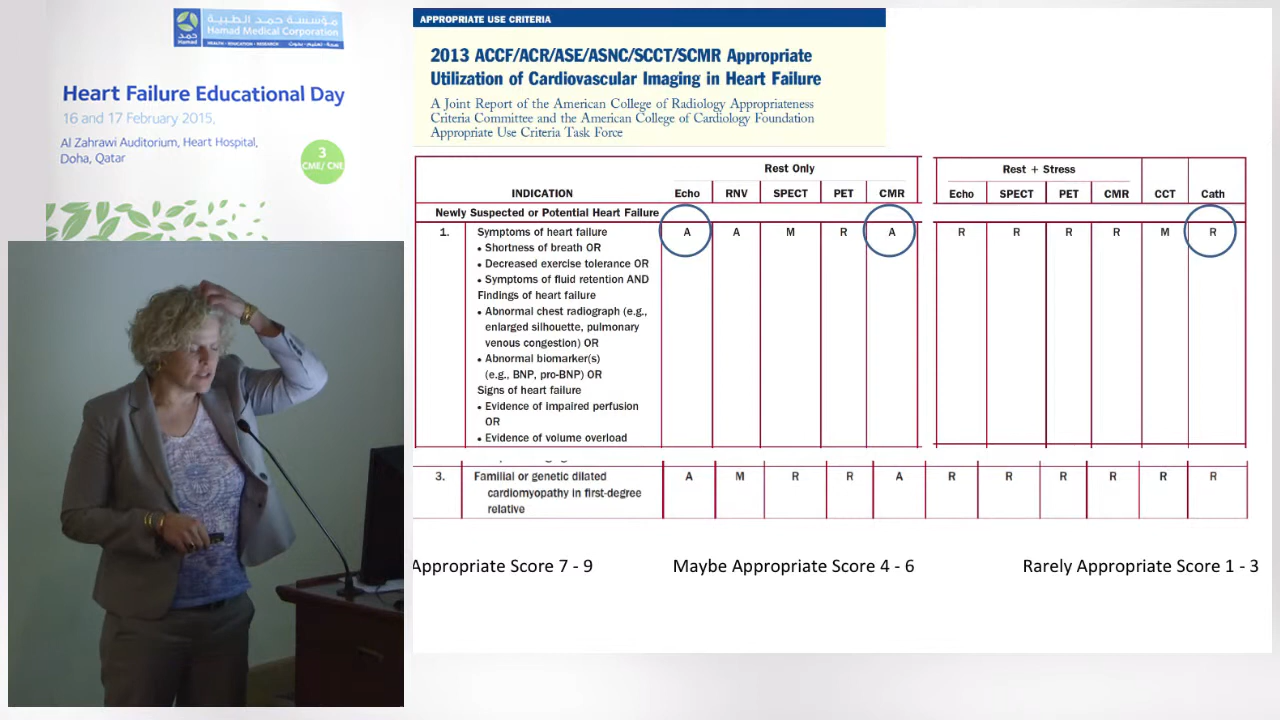 مؤسسة حمد الطبية
Hamad Medical Corporation
حمد
Hamad
HEALTH • EDUCATION • RESEARCH صحة • تعليم • بحوث
Heart Failure Educational Day
16 and 17 February 2015,
Al Zahrawi Auditorium, Heart Hospital,
Doha, Qatar
3
CME/ CNE
APPROPRIATE USE CRITERIA
2013 ACCF/ACR/ASE/ASNC/SCCT/SCMR Appropriate
Utilization of Cardiovascular Imaging in Heart Failure
A Joint Report of the American College of Radiology Appropriateness
Criteria Committee and the American College of Cardiology Foundation
Appropriate Use Criteria Task Force
Rest Only Rest + Stress
INDICATION Echo RNV SPECT PET CMR Echo SPECT PET CMR CCT Cath
Newly Suspected or Potential Heart Failure
1. Symptoms of heart failure A A M R A R R R R M R
• Shortness of breath OR
• Decreased exercise tolerance OR
• Symptoms of fluid retention AND
Findings of heart failure
• Abnormal chest radiograph (e.g.,
enlarged silhouette, pulmonary
venous congestion) OR
• Abnormal biomarker(s)
(e.g., BNP, pro-BNP) OR
Signs of heart failure
• Evidence of impaired perfusion
OR
• Evidence of volume overload
3. Familial or genetic dilated A M R R A R R R R R R
cardiomyopathy in first-degree
relative
Appropriate Score 7 - 9 Maybe Appropriate Score 4 - 6 Rarely Appropriate Score 1 - 3